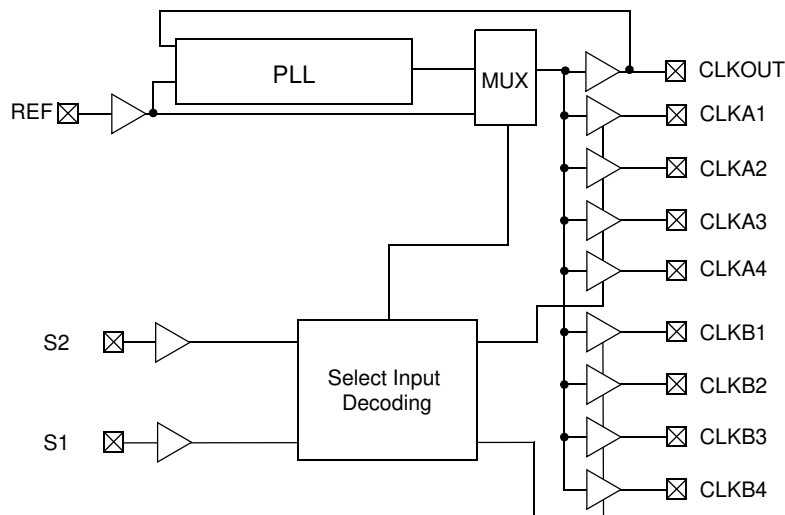 PLL
MUX
CLKOUT
REF
CLKA1
CLKA2
CLKA3
CLKA4
S2
CLKB1
Select Input
Decoding
CLKB2
S1
CLKB3
CLKB4